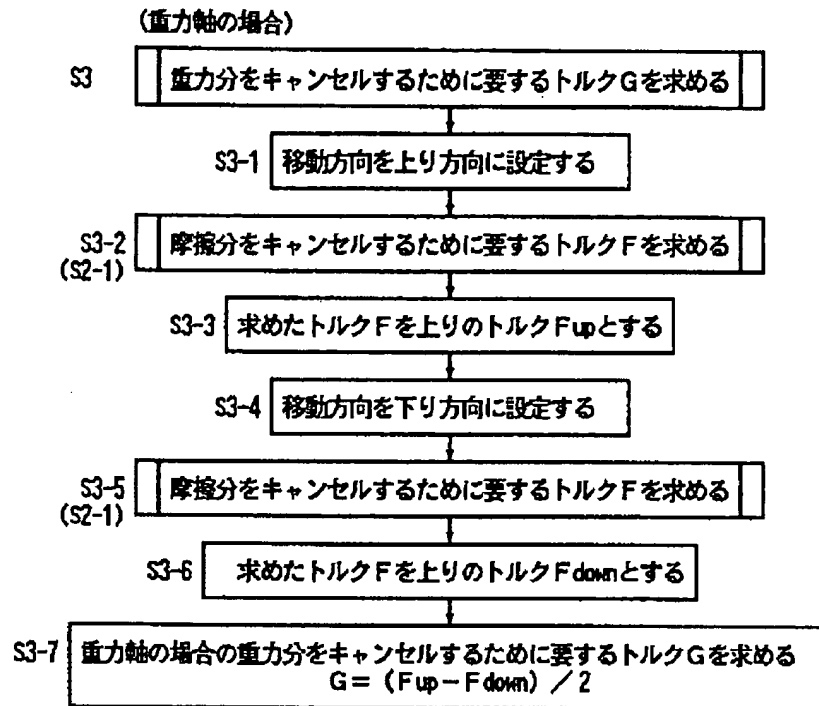 (重力軸の場合)
S3 重力分をキャンセルするために要するトルクGを求める
S3-1 移動方向を上り方向に設定する
S3-2 摩擦分をキャンセルするために要するトルクFを求める
(S2-1)
S3-3 求めたトルクFを上りのトルクFupとする
S3-4 移動方向を下り方向に設定する
S3-5 摩擦分をキャンセルするために要するトルクFを求める
(S2-1)
S3-6 求めたトルクFを上りのトルクFdownとする
S3-7 重力軸の場合の重力分をキャンセルするために要するトルクGを求める
G=(Fup-Fdown)/2